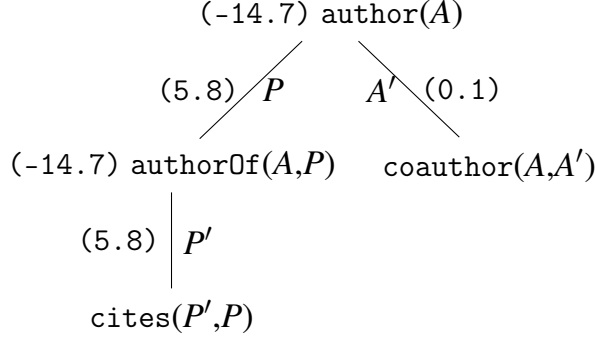 (-14.7) author(A)
(5.8) P A′ (0.1)
(-14.7) authorOf(A,P) coauthor(A,A′)
(5.8) P′
cites(P′,P)